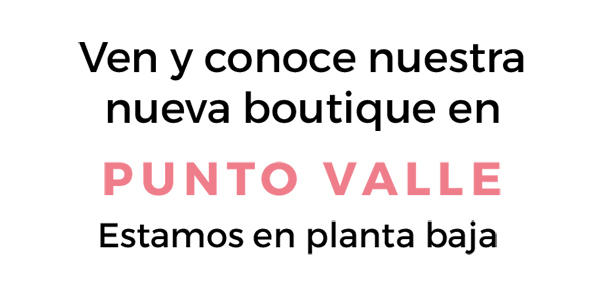 Ven y conoce nuestra
nueva boutique en
PUNTO VALLE
Estamos en planta baja